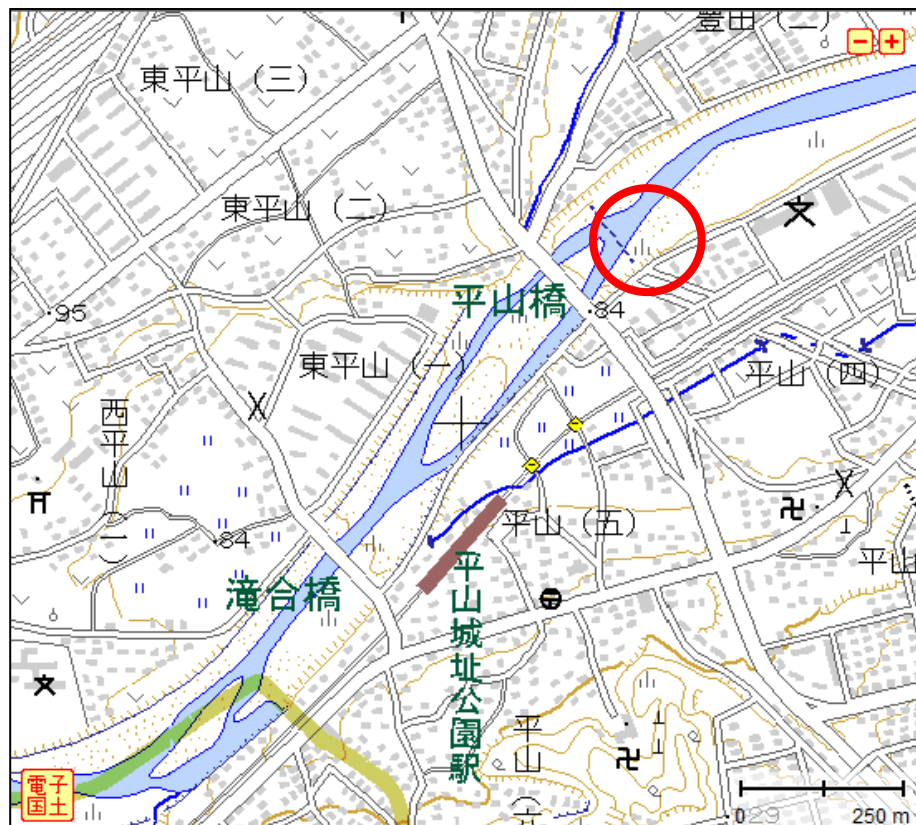 豊田（二）
東平山（三）
東平山（二）
95
平山橋
84
東平山（一）
平山（四）
西平山（二）
平山（五）
84
平山
滝合橋
平山城址公園駅
平山（六
電子国土
0
250 m